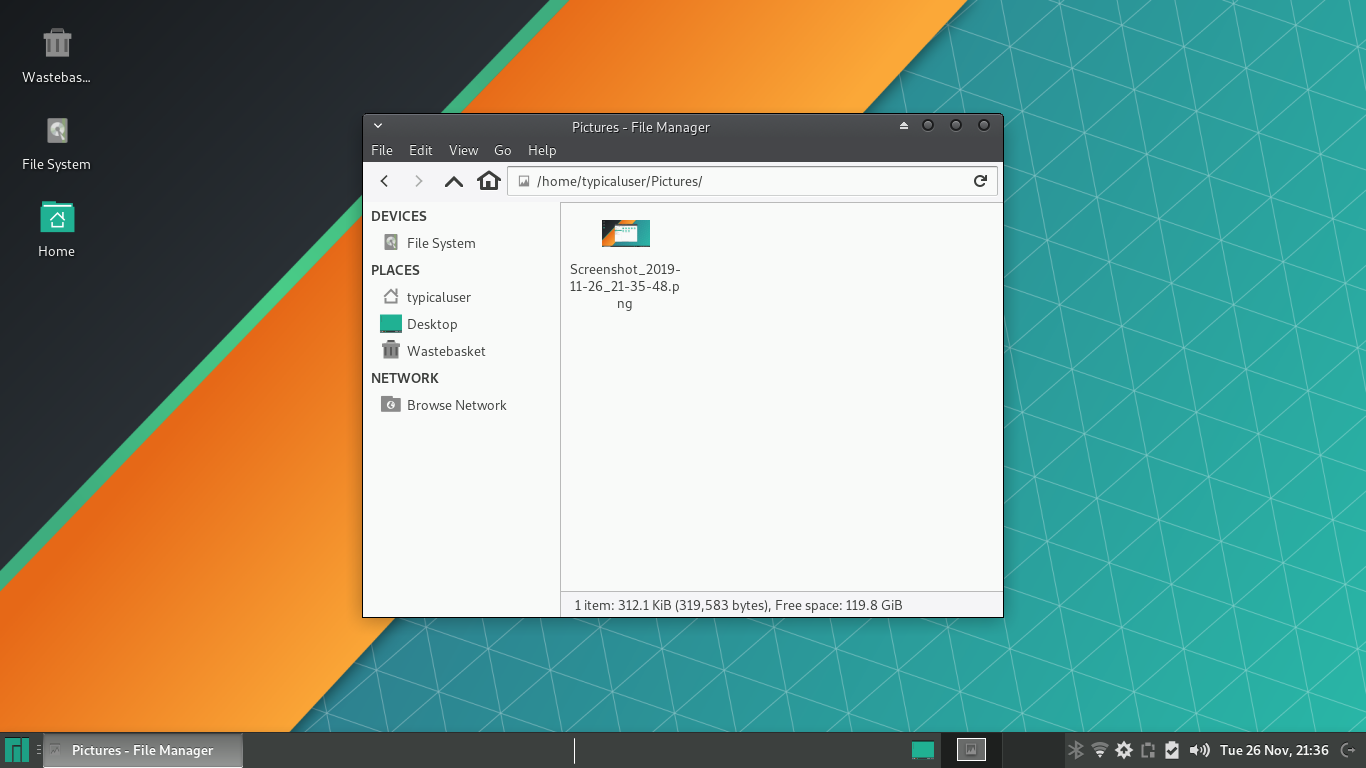 Wastebas...
File System
Home
Pictures - File Manager
File Edit View Go Help
/home/typicaluser/Pictures/
DEVICES
File System
PLACES
typicaluser
Desktop
Wastebasket
NETWORK
Browse Network
Screenshot_2019-
11-26_21-35-48.p
ng
1 item: 312.1 KiB (319,583 bytes), Free space: 119.8 GiB
Pictures - File Manager
Tue 26 Nov, 21:36